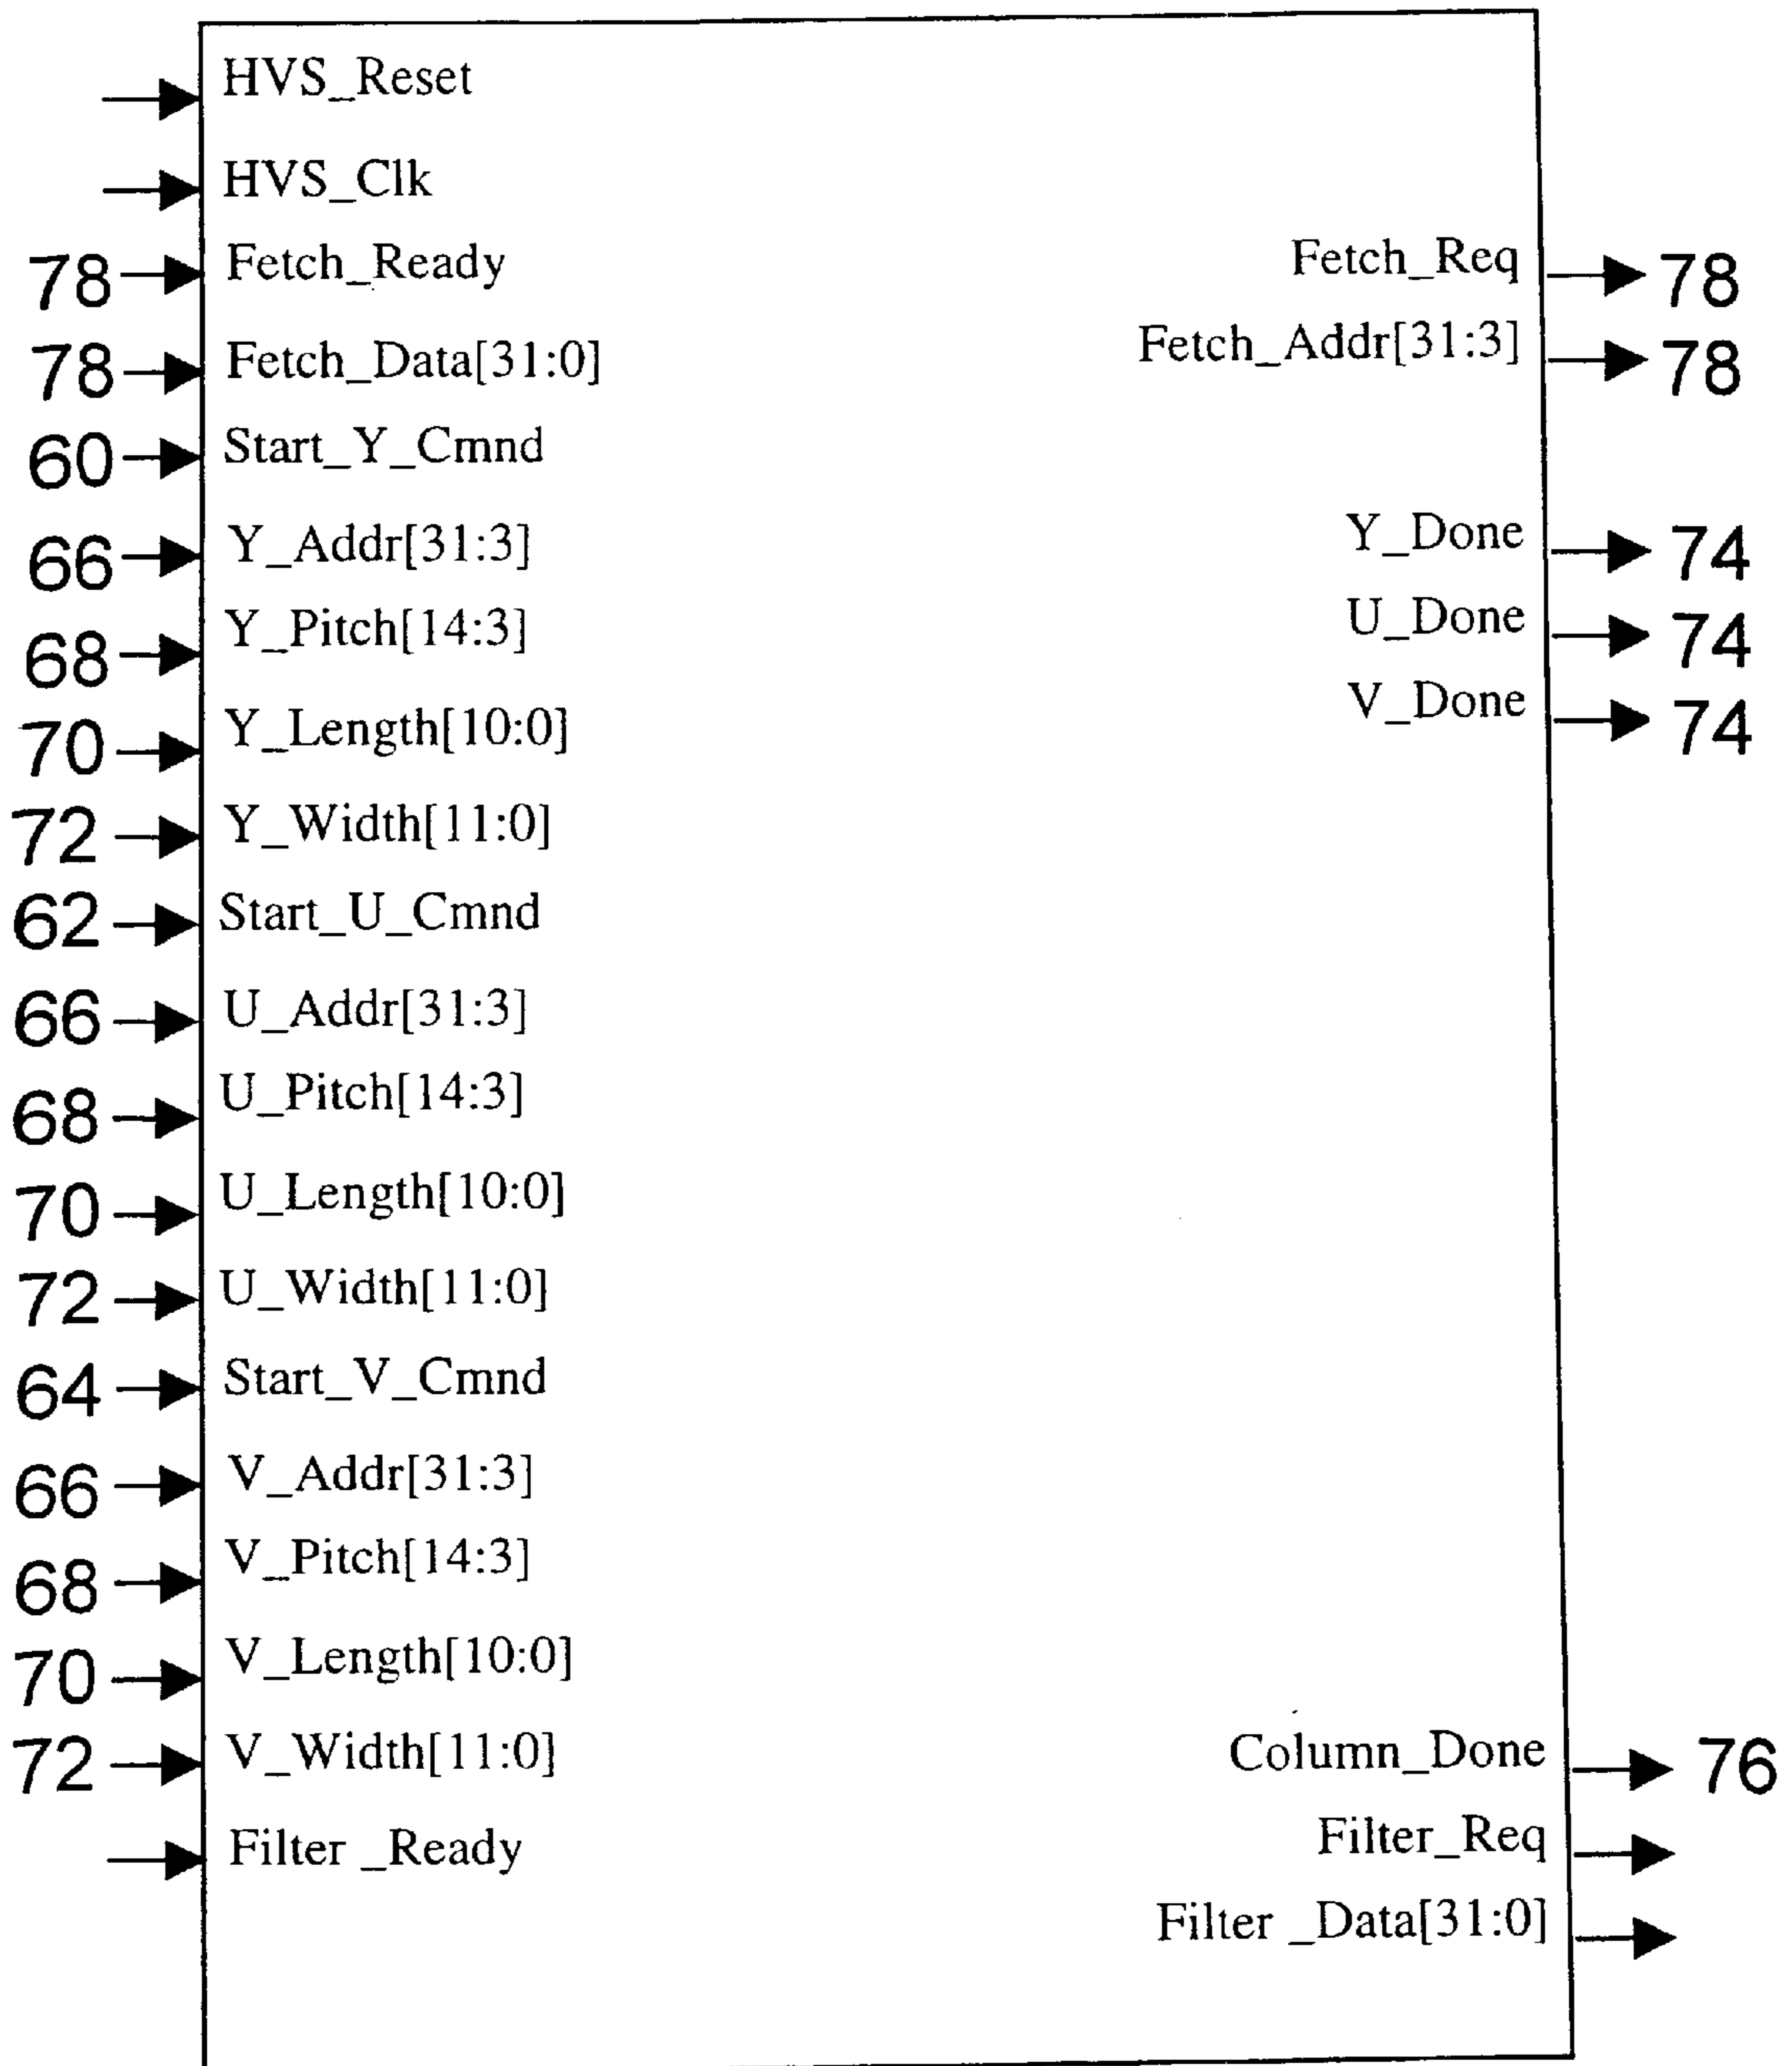 HVS_Reset
HVS_Clk
78 Fetch_Ready Fetch_Req 78
78 Fetch_Data[31:0] Fetch_Addr[31:3] 78
60 Start_Y_Cmnd
66 Y_Addr[31:3] Y_Done 74
68 Y_Pitch[14:3] U_Done 74
70 Y_Length[10:0] V_Done 74
72 Y_Width[11:0]
62 Start_U_Cmnd
66 U_Addr[31:3]
68 U_Pitch[14:3]
70 U_Length[10:0]
72 U_Width[11:0]
64 Start_V_Cmnd
66 V_Addr[31:3]
68 V_Pitch[14:3]
70 V_Length[10:0]
72 V_Width[11:0] Column_Done 76
Filter _Ready Filter_Req
Filter _Data[31:0]